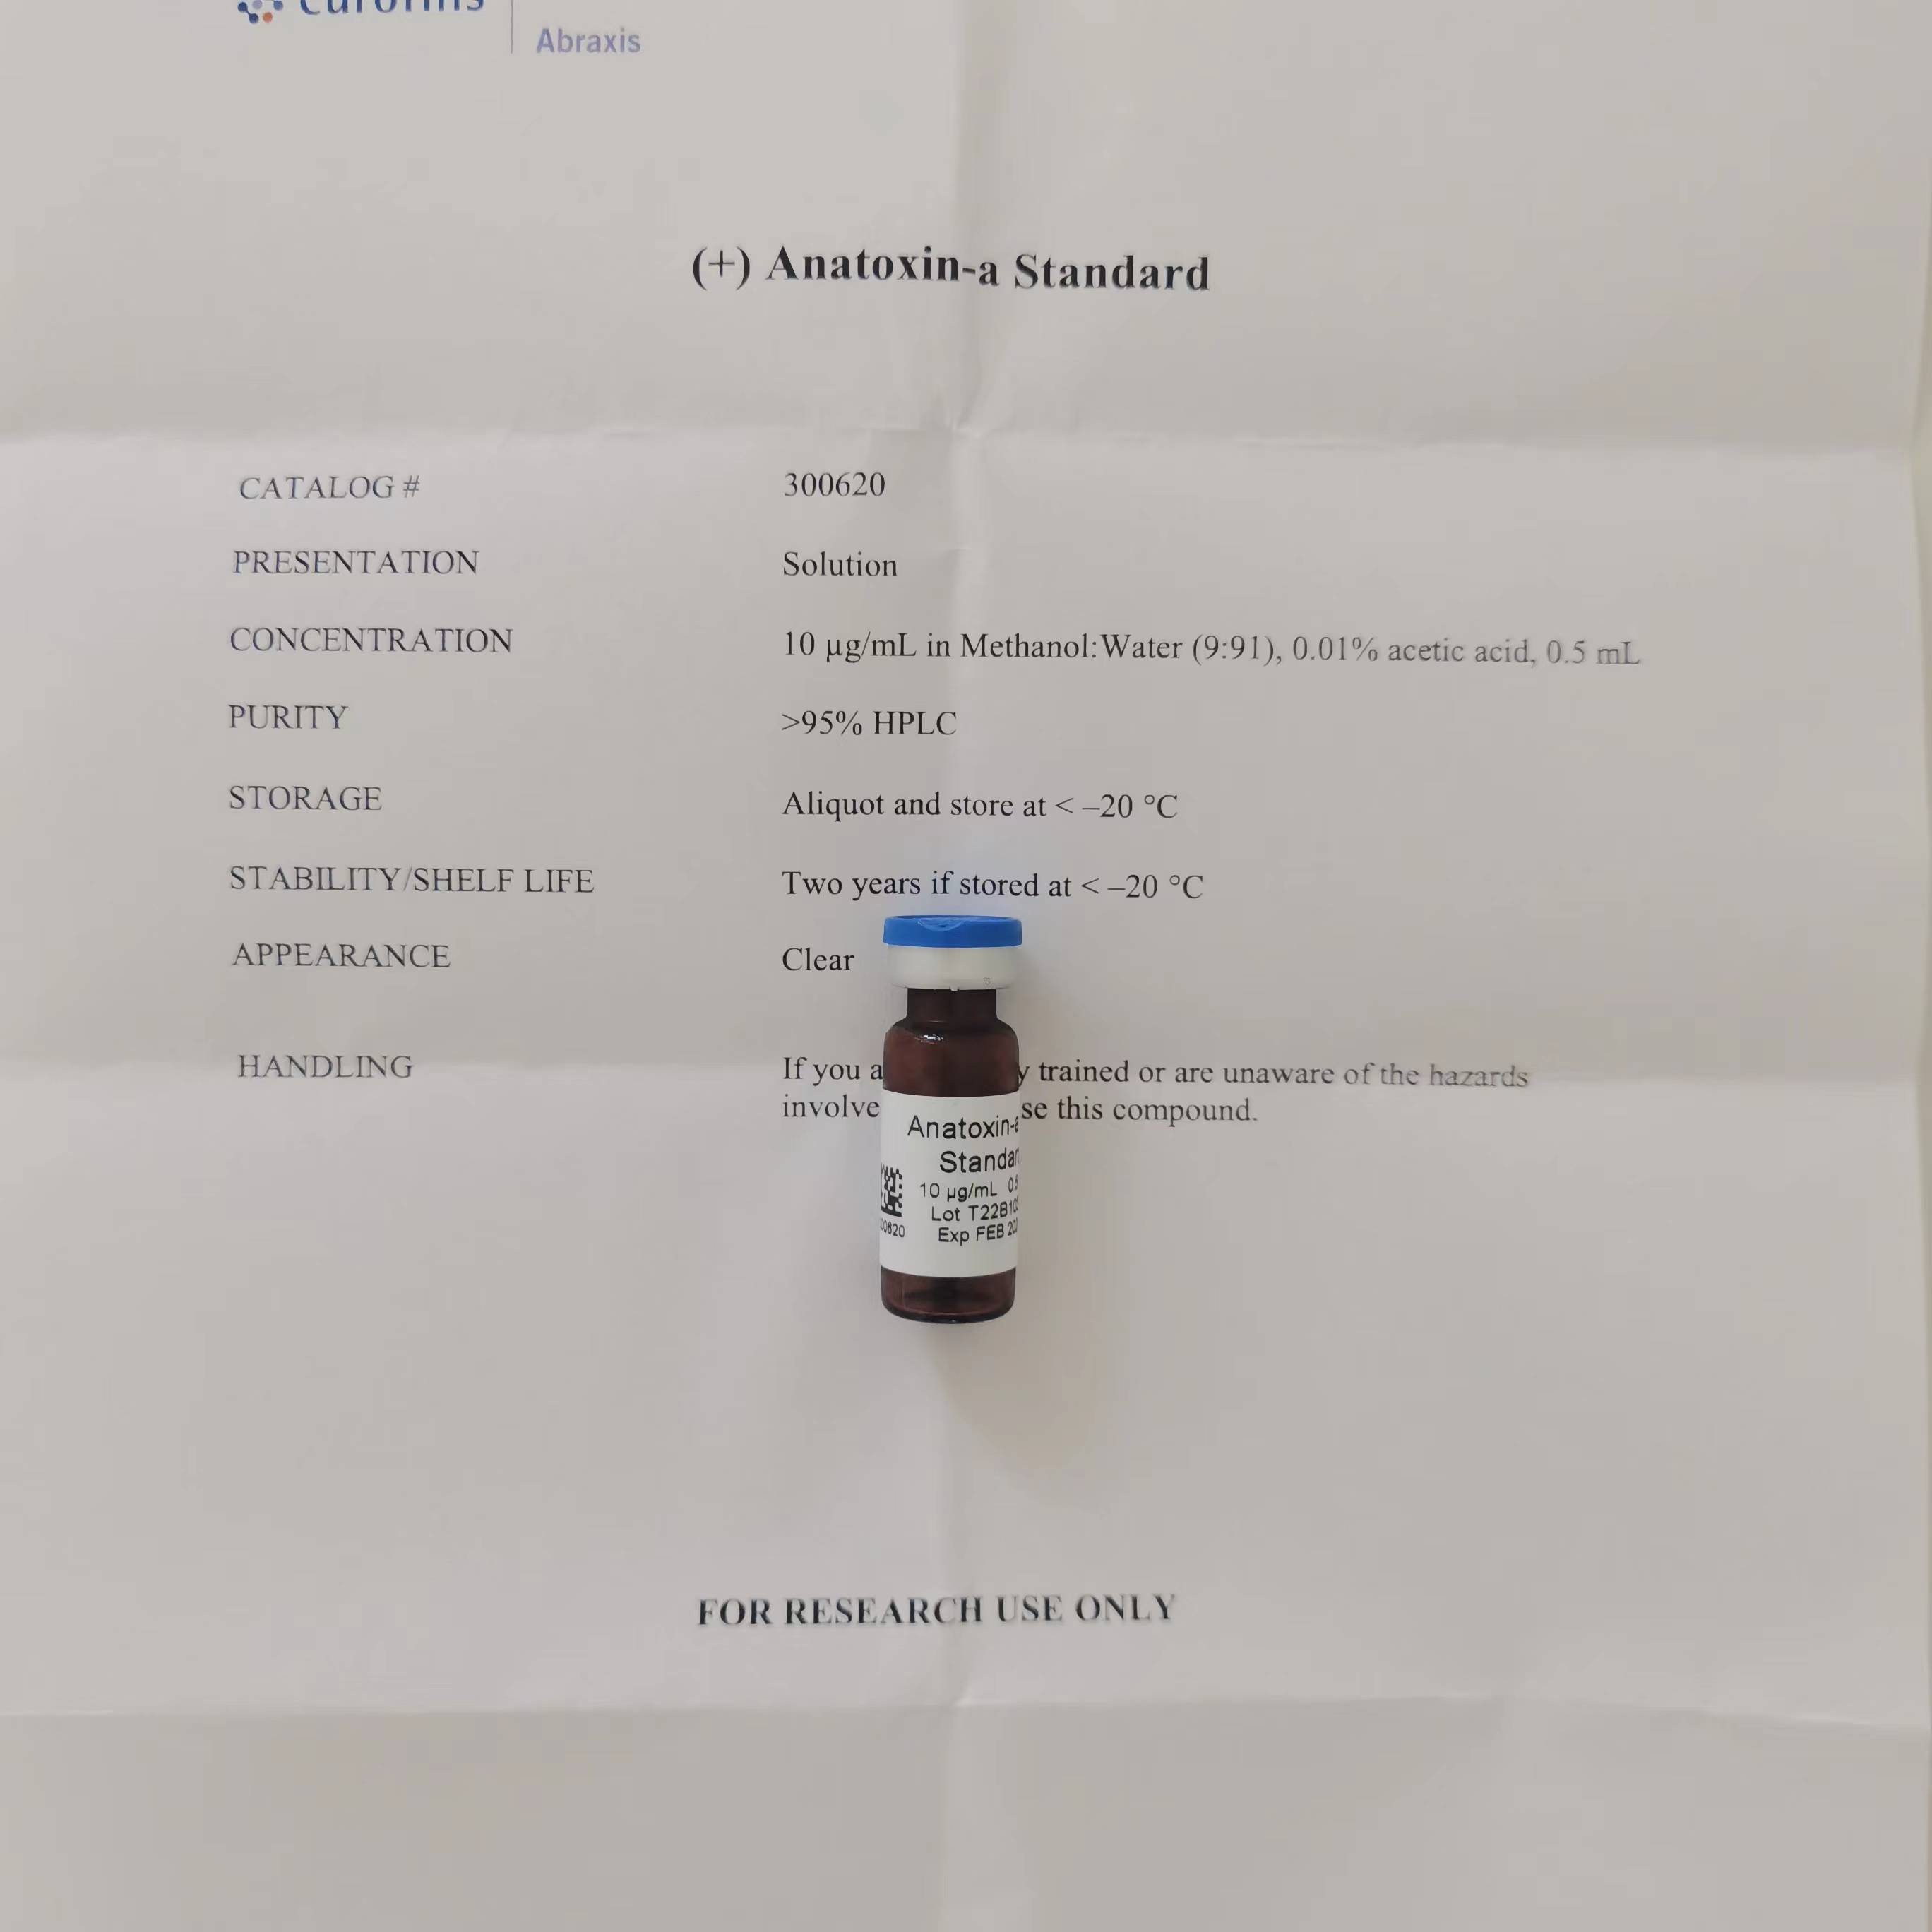 Abraxis
(+) Anatoxin-a Standard
CATALOG # 300620
PRESENTATION Solution
CONCENTRATION 10 µg/mL in Methanol:Water (9:91), 0.01% acetic acid, 0.5 mL
PURITY >95% HPLC
STORAGE Aliquot and store at < –20 °C
STABILITY/SHELF LIFE Two years if stored at < –20 °C
APPEARANCE Clear
HANDLING If you trained or are unaware of the hazards
this compound.
Anatoxin-a
10 µg/mL
Lot
Exp FEB
FOR RESEARCH USE ONLY